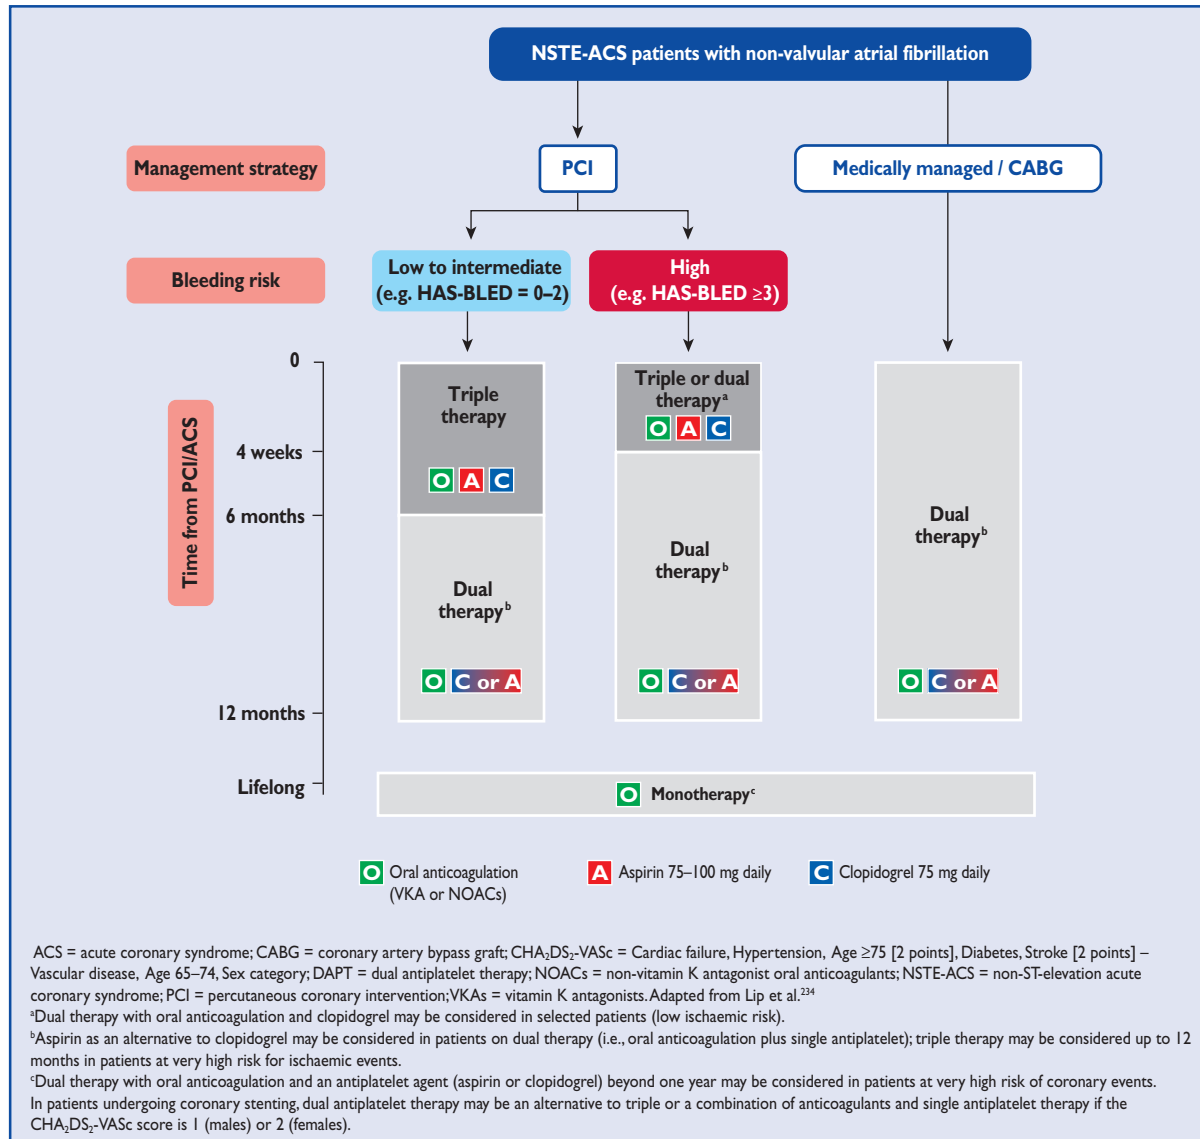 NSTE-ACS patients with non-valvular atrial fibrillation
Management strategy
PCI
Medically managed / CABG
Bleeding risk
Low to intermediate
(e.g. HAS-BLED = 0–2)
High
(e.g. HAS-BLED ≥3)
Time from PCI/ACS
0
4 weeks
6 months
12 months
Lifelong
Triple
therapy
O A C
Dual
therapyᵇ
O C or A
Triple or dual
therapyᵃ
O A C
Dual
therapyᵇ
O C or A
Dual
therapyᵇ
O C or A
O Monotherapyᶜ
O Oral anticoagulation
(VKA or NOACs)
A Aspirin 75–100 mg daily
C Clopidogrel 75 mg daily
ACS = acute coronary syndrome; CABG = coronary artery bypass graft; CHA₂DS₂-VASc = Cardiac failure, Hypertension, Age ≥75 [2 points], Diabetes, Stroke [2 points] –
Vascular disease, Age 65–74, Sex category; DAPT = dual antiplatelet therapy; NOACs = non-vitamin K antagonist oral anticoagulants; NSTE-ACS = non-ST-elevation acute
coronary syndrome; PCI = percutaneous coronary intervention; VKAs = vitamin K antagonists. Adapted from Lip et al.²³⁴
ᵃDual therapy with oral anticoagulation and clopidogrel may be considered in selected patients (low ischaemic risk).
ᵇAspirin as an alternative to clopidogrel may be considered in patients on dual therapy (i.e., oral anticoagulation plus single antiplatelet); triple therapy may be considered up to 12
months in patients at very high risk for ischaemic events.
ᶜDual therapy with oral anticoagulation and an antiplatelet agent (aspirin or clopidogrel) beyond one year may be considered in patients at very high risk of coronary events.
In patients undergoing coronary stenting, dual antiplatelet therapy may be an alternative to triple or a combination of anticoagulants and single antiplatelet therapy if the
CHA₂DS₂-VASc score is 1 (males) or 2 (females).